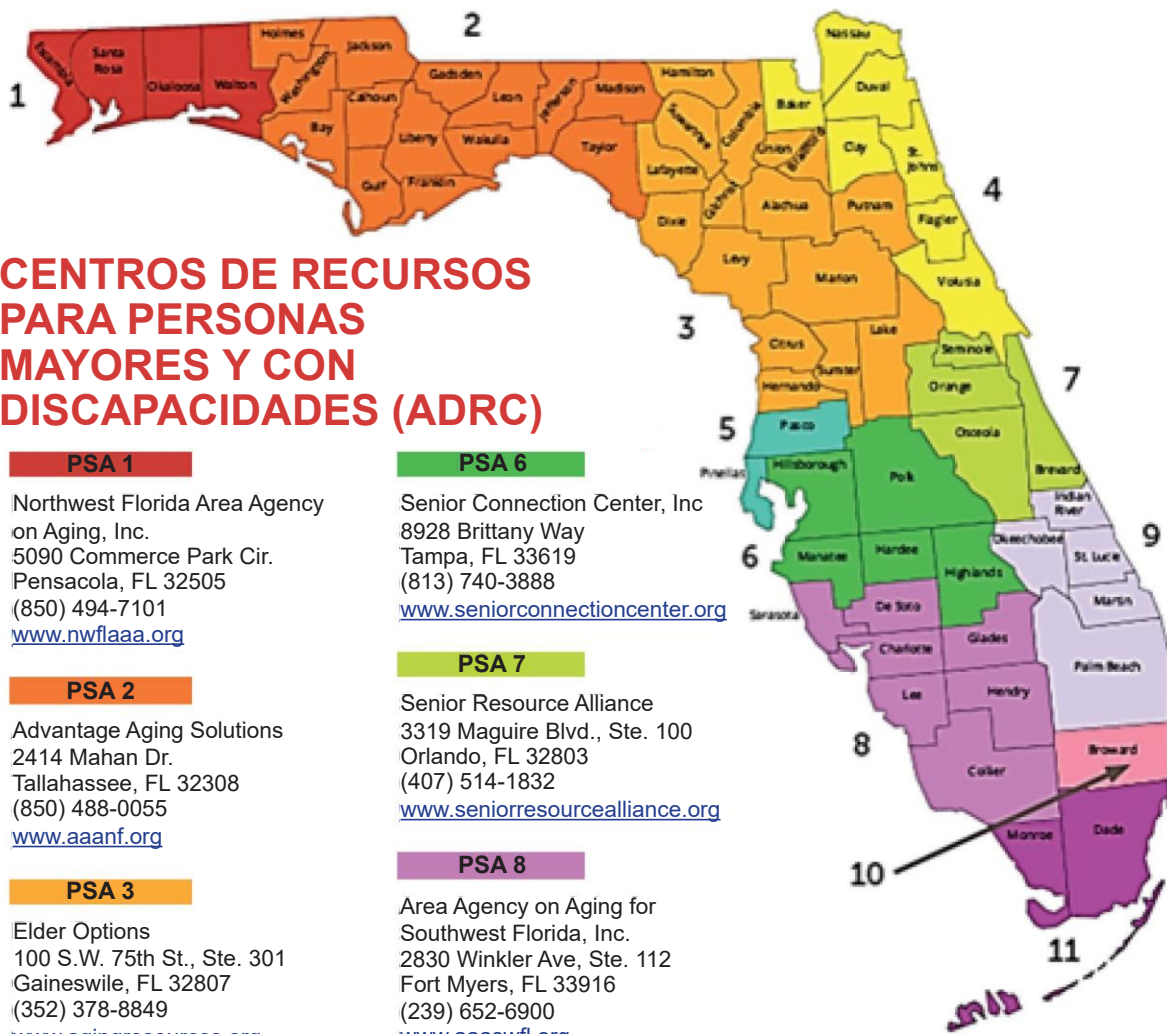 2
1
Escambia
Santa
Rosa
Okaloosa
Walton
Holmes
Jackson
Washington
Bay
Calhoun
Gulf
Gadsden
Liberty
Franklin
Leon
Wakulla
Jefferson
Madison
Taylor
Hamilton
Suwannee
Lafayette
Columbia
Dixie
Gilchrist
Union
Bradford
Alachua
Putnam
Levy
Marion
Citrus
Hernando
Sumter
Lake
3
Nassau
Baker
Duval
Clay
St.
Johns
Flagler
Volusia
4
CENTROS DE RECURSOS
PARA PERSONAS
MAYORES Y CON
DISCAPACIDADES (ADRC)
5
Pasco
Pinellas
6
Hillsborough
Polk
Manatee
Hardee
Highlands
7
Seminole
Orange
Osceola
Brevard
8
Sarasota
De Soto
Charlotte
Glades
Lee
Hendry
Collier
9
Indian
River
Okeechobee
St. Lucie
Martin
Palm Beach
10
Broward
11
Monroe
Dade
PSA 1
Northwest Florida Area Agency
on Aging, Inc.
5090 Commerce Park Cir.
Pensacola, FL 32505
(850) 494-7101
www.nwflaaa.org
PSA 2
Advantage Aging Solutions
2414 Mahan Dr.
Tallahassee, FL 32308
(850) 488-0055
www.aaanf.org
PSA 3
Elder Options
100 S.W. 75th St., Ste. 301
Gaineswile, FL 32807
(352) 378-8849
PSA 6
Senior Connection Center, Inc
8928 Brittany Way
Tampa, FL 33619
(813) 740-3888
www.seniorconnectioncenter.org
PSA 7
Senior Resource Alliance
3319 Maguire Blvd., Ste. 100
Orlando, FL 32803
(407) 514-1832
www.seniorresourcealliance.org
PSA 8
Area Agency on Aging for
Southwest Florida, Inc.
2830 Winkler Ave, Ste. 112
Fort Myers, FL 33916
(239) 652-6900